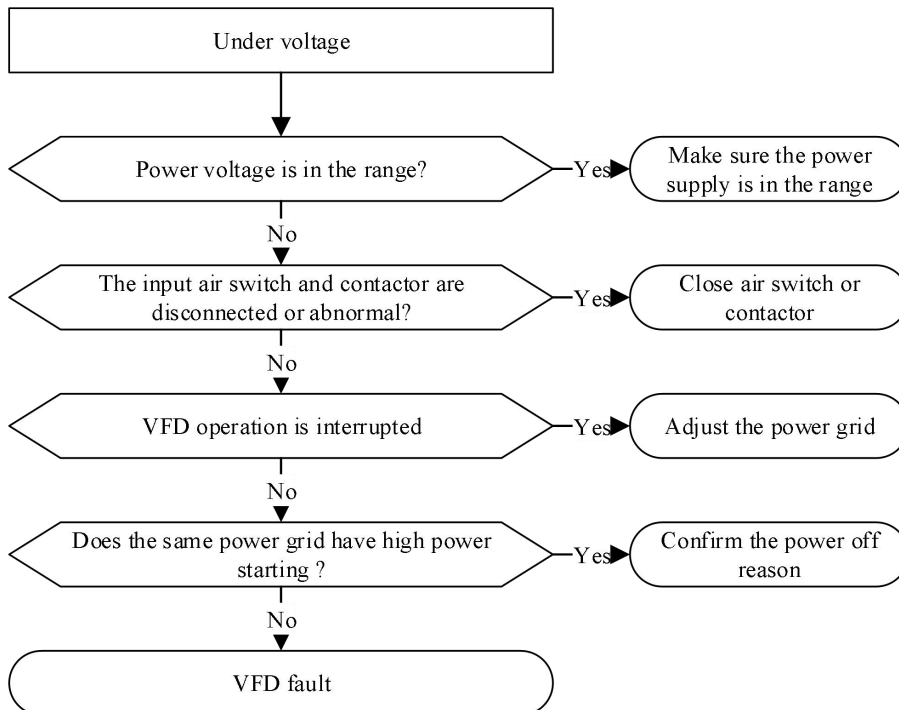 Under voltage
Power voltage is in the range?
Yes
Make sure the power
supply is in the range
No
The input air switch and contactor are
disconnected or abnormal?
Yes
Close air switch or
contactor
No
VFD operation is interrupted
Yes
Adjust the power grid
No
Does the same power grid have high power
starting ?
Yes
Confirm the power off
reason
No
VFD fault